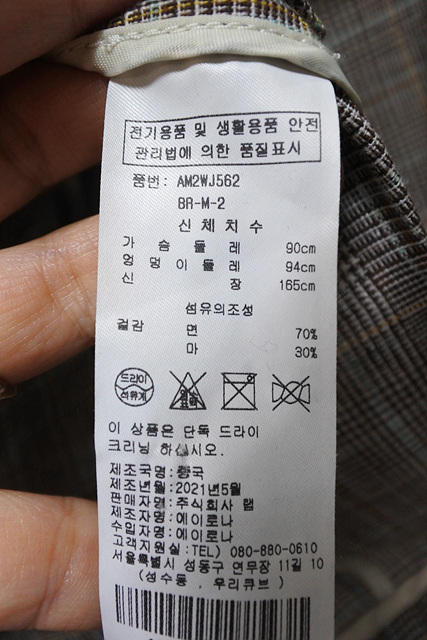 전기용품 및 생활용품 안전
관리법에 의한 품질표시
품번: AM2WJ562
BR-M-2
신체치수
가슴둘레 90cm
엉덩이둘레 94cm
신장 165cm
섬유의조성
겉감 면 70%
마 30%
드라이
석유계
이 상품은 단독 드라이
크리닝 하십시오.
제조국명:중국
제조년월:2021년5월
판매자명:주식회사 랩
제조자명:에이로나
수입자명:에이로나
고객지원실:TEL) 080-880-0610
서울특별시 성동구 연무장 11길 10
(성수동 , 우리큐브 )